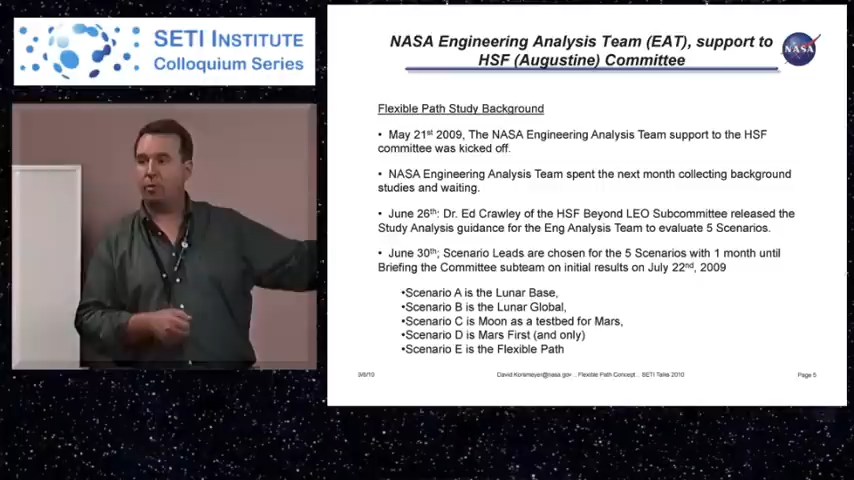 SETI INSTITUTE
Colloquium Series
NASA Engineering Analysis Team (EAT), support to
HSF (Augustine) Committee
NASA
Flexible Path Study Background
• May 21st 2009, The NASA Engineering Analysis Team support to the HSF
committee was kicked off.
• NASA Engineering Analysis Team spent the next month collecting background
studies and waiting.
• June 26th: Dr. Ed Crawley of the HSF Beyond LEO Subcommittee released the
Study Analysis guidance for the Eng Analysis Team to evaluate 5 Scenarios.
• June 30th; Scenario Leads are chosen for the 5 Scenarios with 1 month until
Briefing the Committee subteam on initial results on July 22nd, 2009
•Scenario A is the Lunar Base,
•Scenario B is the Lunar Global,
•Scenario C is Moon as a testbed for Mars,
•Scenario D is Mars First (and only)
•Scenario E is the Flexible Path
David.Korsmeyer@nasa.gov .. Flexible Path Concept .. SETI Talks 2010
Page 5